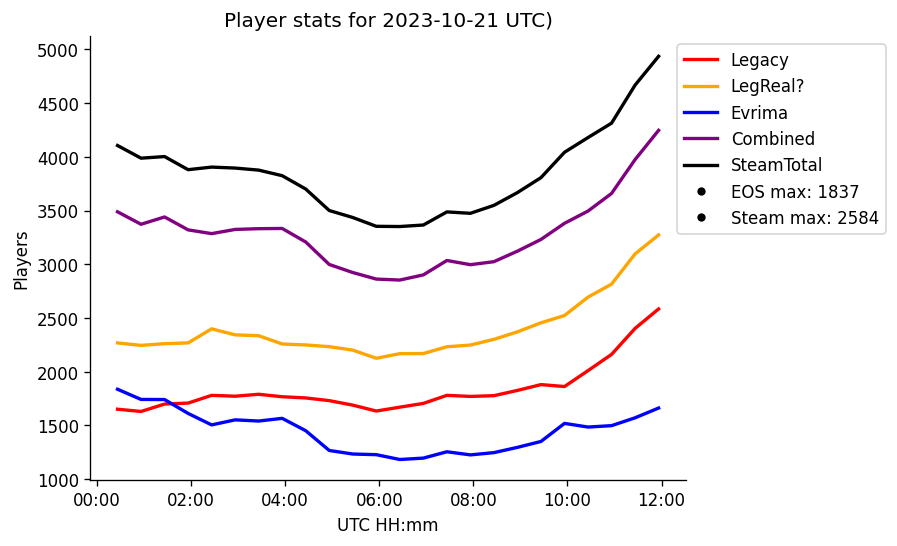 Player stats for 2023-10-21 UTC)
5000
4500
4000
3500
3000
2500
2000
1500
1000
Players
00:00 02:00 04:00 06:00 08:00 10:00 12:00
UTC HH:mm
Legacy
LegReal?
Evrima
Combined
SteamTotal
EOS max: 1837
Steam max: 2584